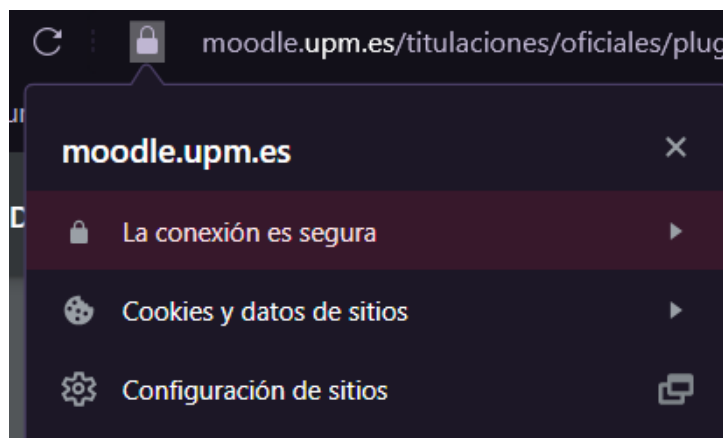 moodle.upm.es/titulaciones/oficiales/plug
moodle.upm.es
La conexión es segura
Cookies y datos de sitios
Configuración de sitios